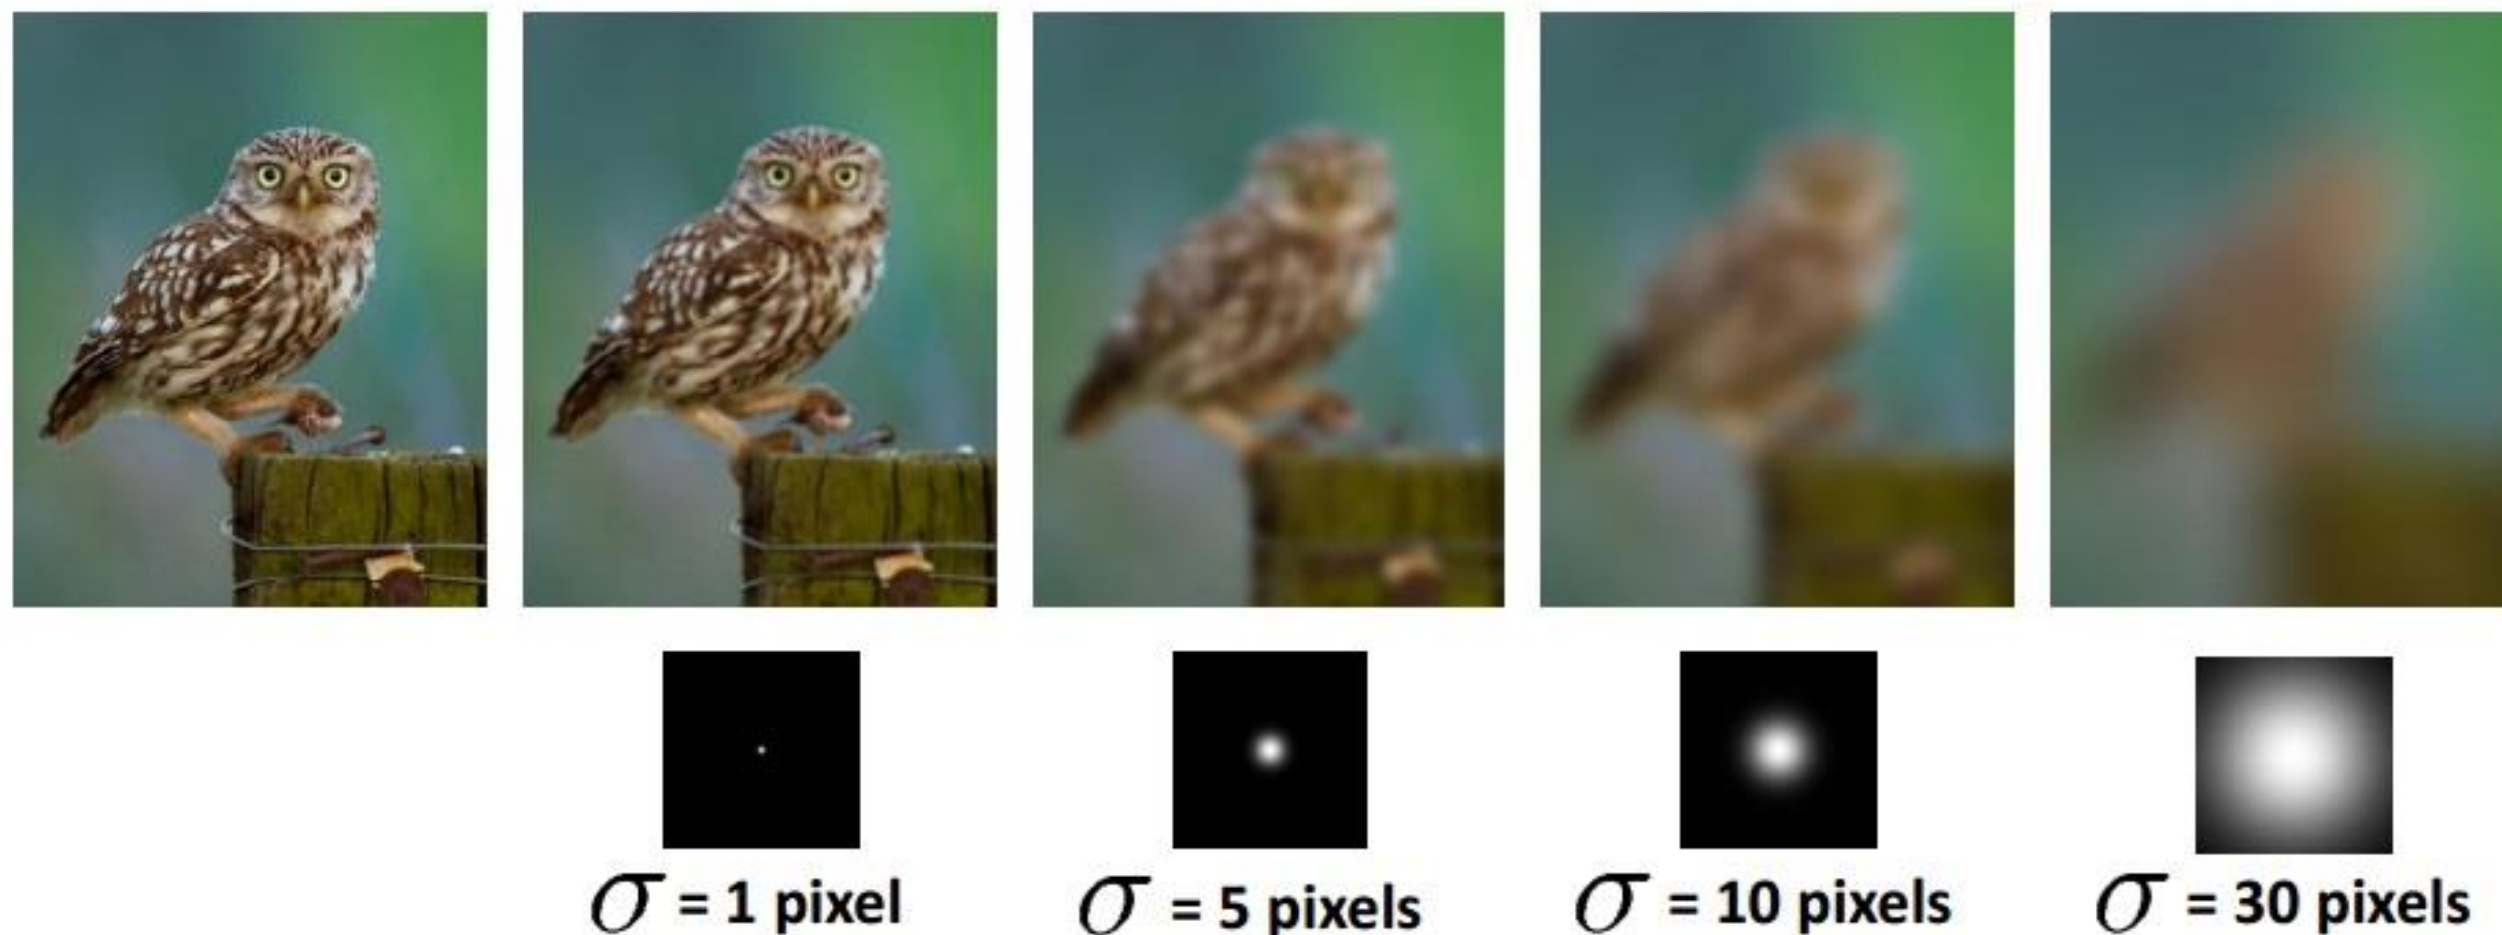 σ = 1 pixel
σ = 5 pixels
σ = 10 pixels
σ = 30 pixels